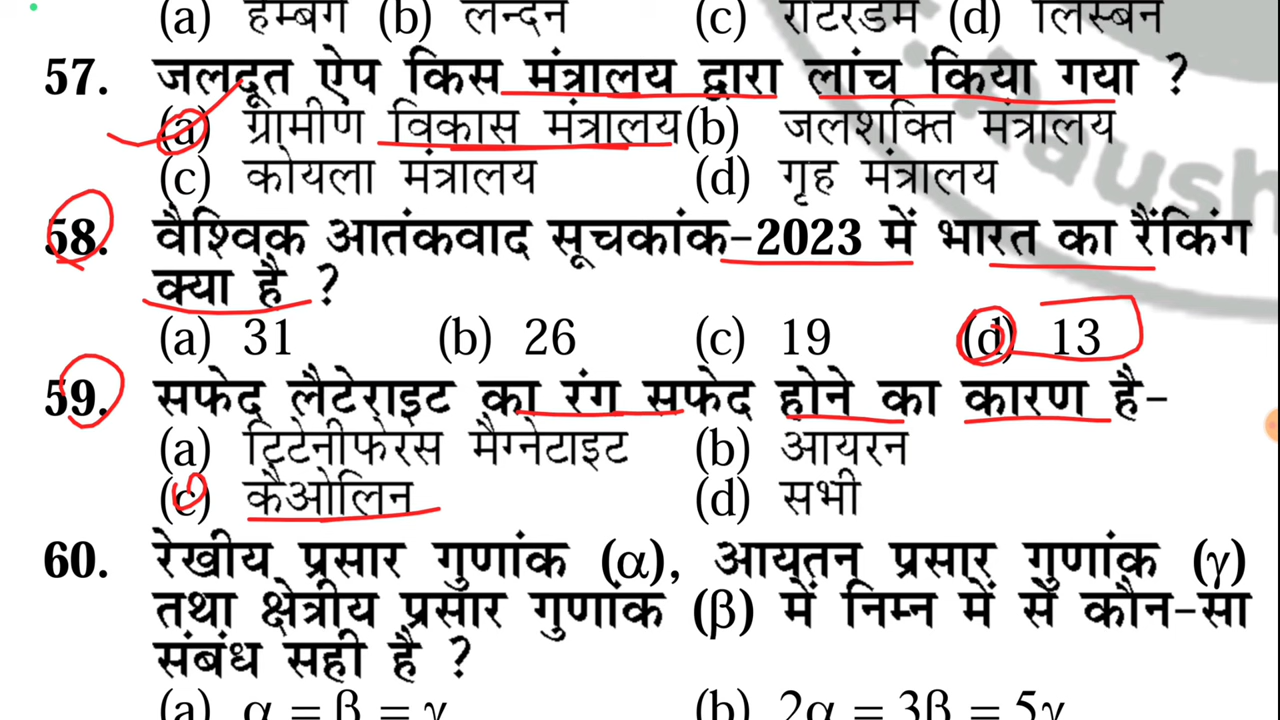 (a) हैम्बर्ग (b) लन्दन (c) रॉटरडैम (d) लिस्बन
57. जलदूत ऐप किस मंत्रालय द्वारा लांच किया गया ?
(a) ग्रामीण विकास मंत्रालय (b) जलशक्ति मंत्रालय
(c) कोयला मंत्रालय (d) गृह मंत्रालय
58. वैश्विक आतंकवाद सूचकांक-2023 में भारत का रैंकिंग
क्या है ?
(a) 31 (b) 26 (c) 19 (d) 13
59. सफेद लैटेराइट का रंग सफेद होने का कारण है-
(a) टिटेनीफेरस मैग्नेटाइट (b) आयरन
(c) कैओलिन (d) सभी
60. रेखीय प्रसार गुणांक (α), आयतन प्रसार गुणांक (γ)
तथा क्षेत्रीय प्रसार गुणांक (β) में निम्न में से कौन-सा
संबंध सही है ?
(a) α = β = γ (b) 2α = 3β = 5γ